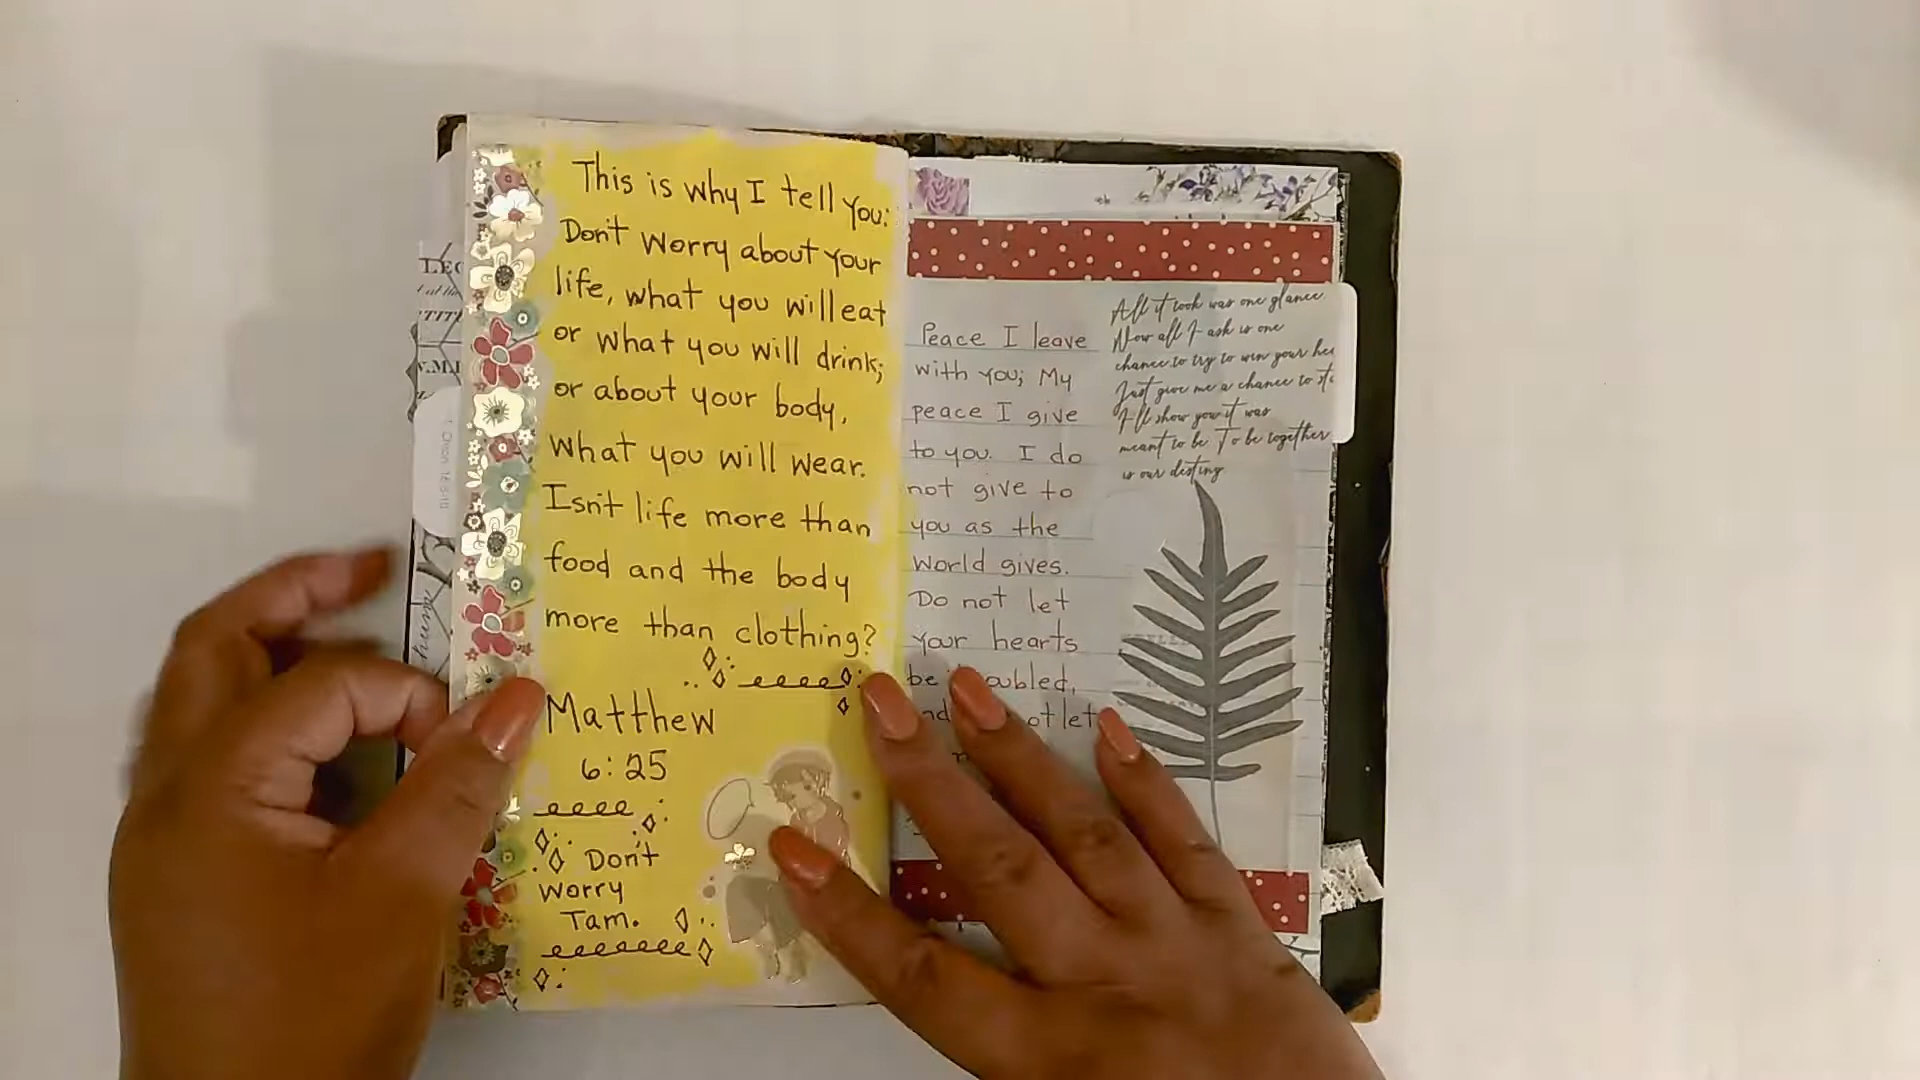 This is why I tell you:
Don't worry about your
life, what you will eat
or what you will drink;
or about your body,
what you will wear.
Isn't life more than
food and the body
more than clothing?
Matthew
6:25
Don't
worry
Tam.
Peace I leave
with you; My
peace I give
to you. I do
not give to
you as the
world gives.
Do not let
your hearts
be
let
All it took was one glance
Now all I ask is one
chance to try to win your
Just give me a chance to
I'll show you it was
meant to be To be together
is our destiny